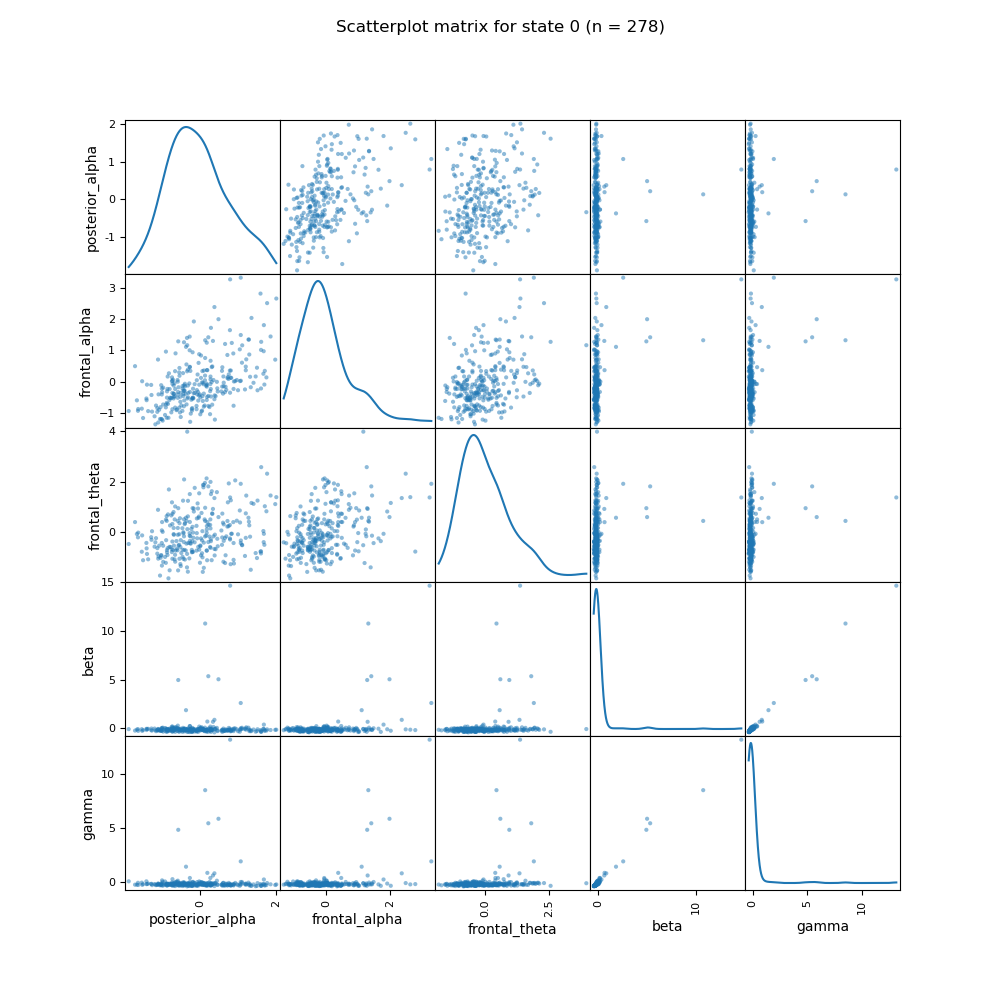 Scatterplot matrix for state 0 (n = 278)
2
1
0
-1
posterior_alpha
3
2
1
0
−1
frontal_alpha
4
2
0
frontal_theta
15
10
5
0
beta
10
5
0
gamma
0
2
0
2
0.0
2.5
0
10
0
5
10
posterior_alpha
frontal_alpha
frontal_theta
beta
gamma